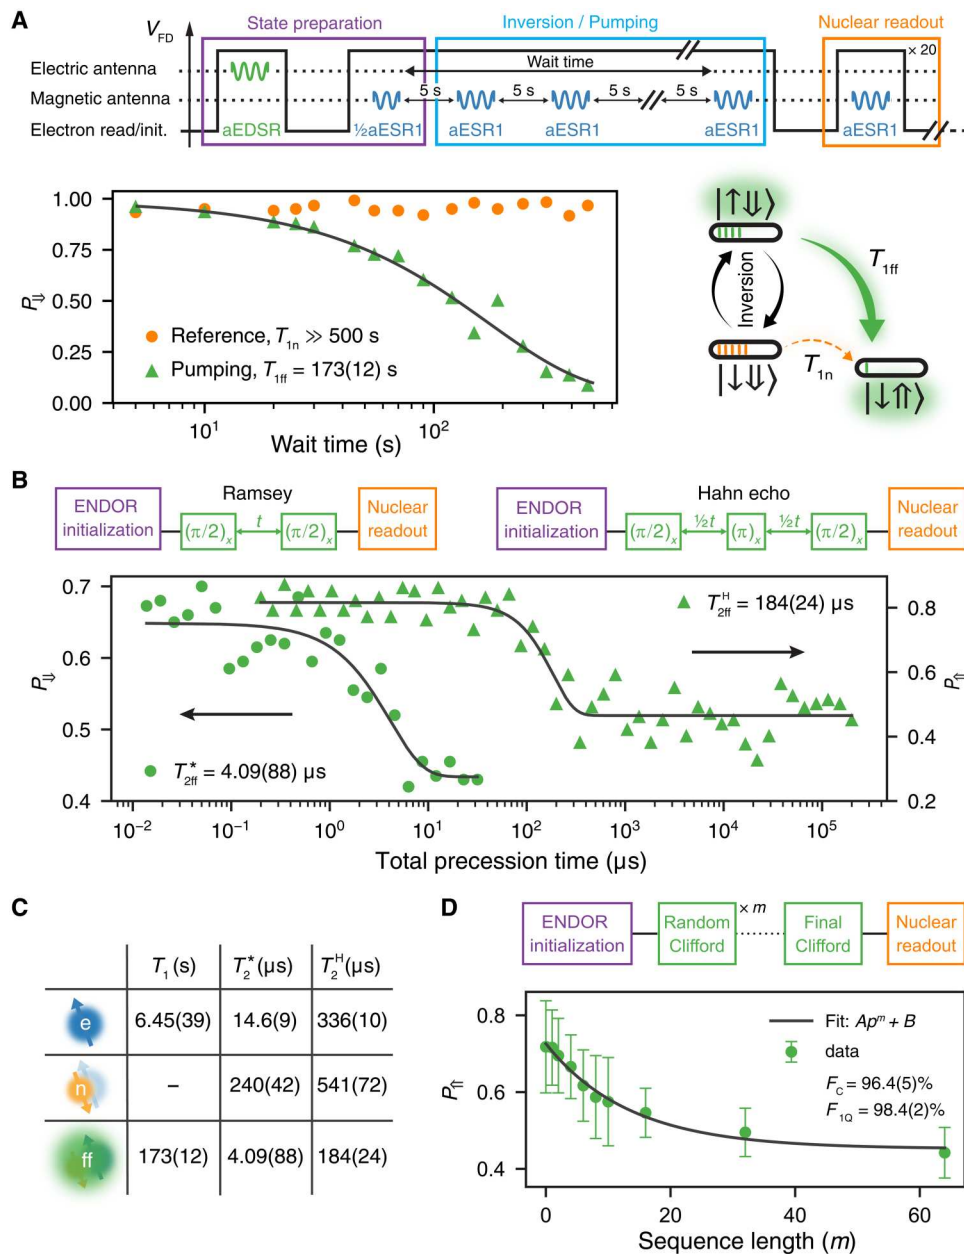 A
State preparation
Inversion / Pumping
Nuclear readout
V_FD
× 20
Electric antenna
Wait time
Magnetic antenna
5 s 5 s 5 s 5 s
Electron read/init.
aEDSR ½aESR1 aESR1 aESR1 aESR1 aESR1
1.00
0.75
0.50
0.25
0.00
P⇓
Reference, T_1n ≫ 500 s
Pumping, T_1ff = 173(12) s
10¹ 10²
Wait time (s)
|↑⇓⟩
T_1ff
Inversion
T_1n
|↓⇓⟩
|↓⇑⟩
B
Ramsey
Hahn echo
ENDOR
initialization
(π/2)ₓ t (π/2)ₓ
Nuclear
readout
ENDOR
initialization
(π/2)ₓ ½t (π)ₓ ½t (π/2)ₓ
Nuclear
readout
0.7
0.6
0.5
0.4
P⇓
T_2ff^H = 184(24) µs
T_2ff^* = 4.09(88) µs
0.8
0.6
0.4
0.2
P⇑
10⁻² 10⁻¹ 10⁰ 10¹ 10² 10³ 10⁴ 10⁵
Total precession time (µs)
C
T₁ (s) T₂^* (µs) T₂^H (µs)
e 6.45(39) 14.6(9) 336(10)
n – 240(42) 541(72)
ff 173(12) 4.09(88) 184(24)
D
× m
ENDOR
initialization
Random
Clifford
Final
Clifford
Nuclear
readout
0.8
0.6
0.4
P⇑
Fit: Ap^m + B
data
F_C = 96.4(5)%
F_1Q = 98.4(2)%
0 20 40 60
Sequence length (m)